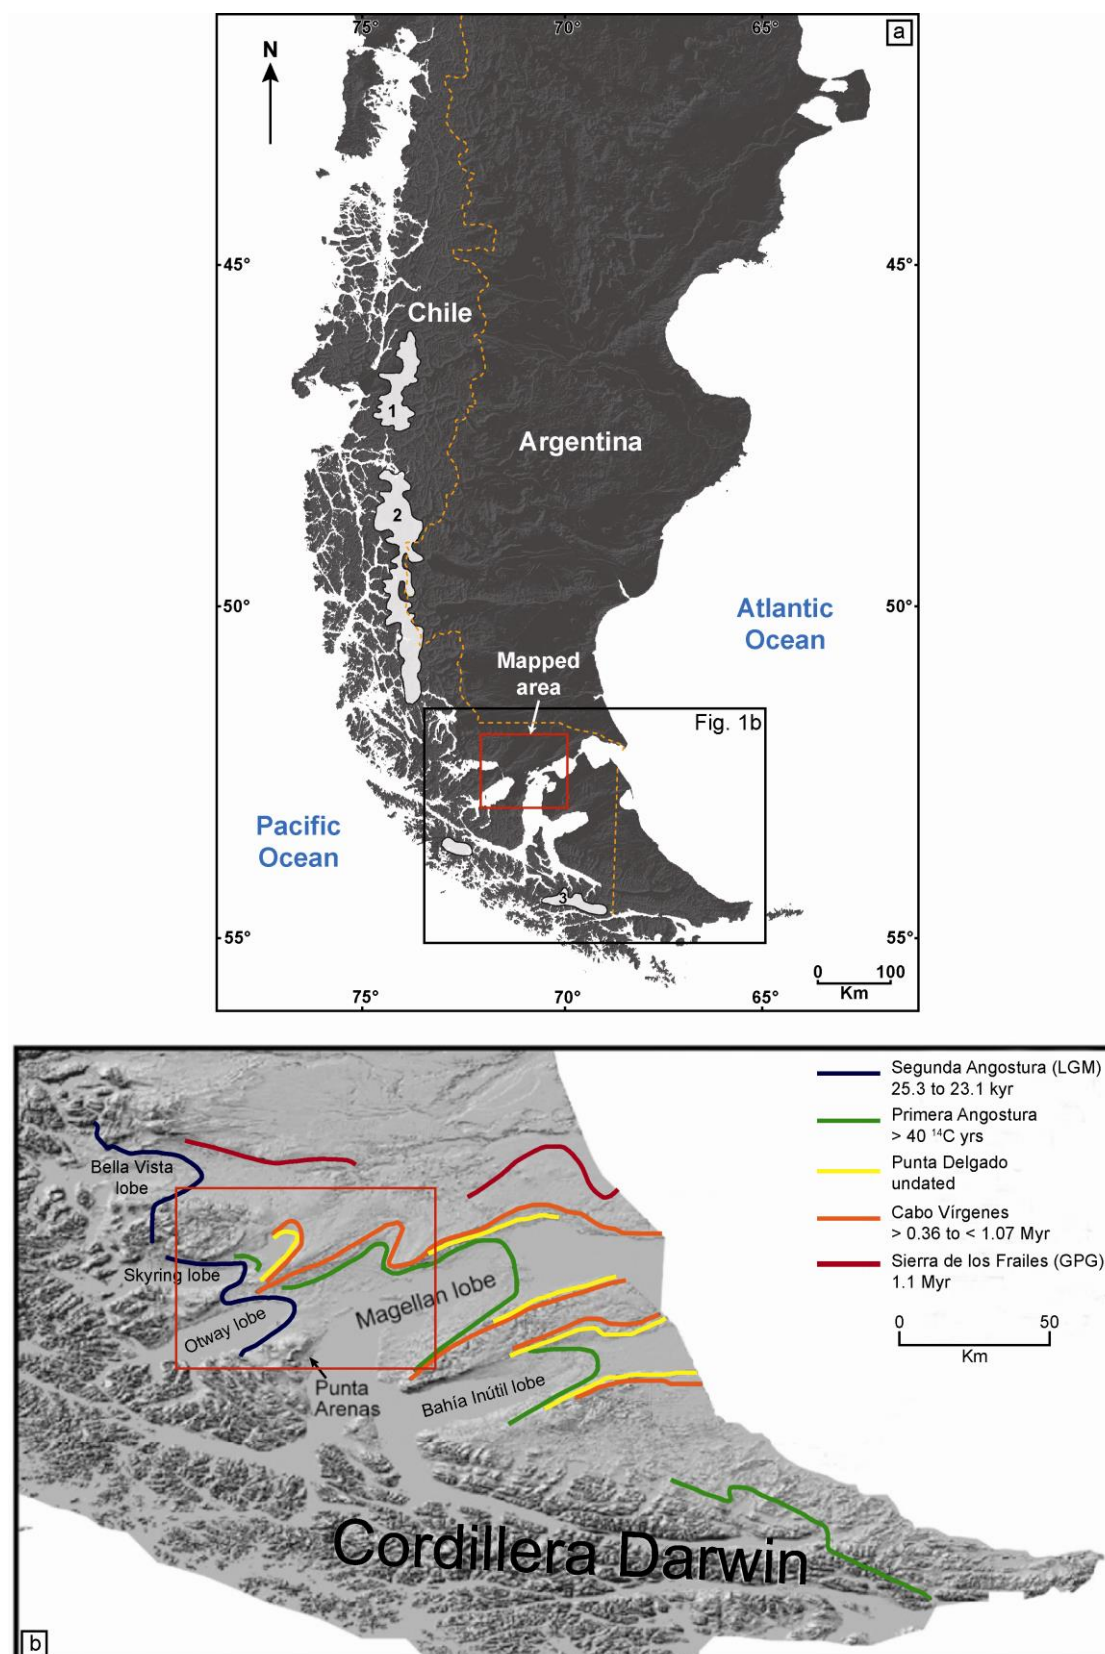 75°
70°
65°
a
N
45°
45°
Chile
1
Argentina
2
50°
50°
Atlantic
Ocean
Mapped
area
Fig. 1b
Pacific
Ocean
3
55°
55°
0
100
Km
75°
70°
65°
Segunda Angostura (LGM)
25.3 to 23.1 kyr
Primera Angostura
> 40 ¹⁴C yrs
Punta Delgado
undated
Cabo Vírgenes
> 0.36 to < 1.07 Myr
Sierra de los Frailes (GPG)
1.1 Myr
0
50
Km
Bella Vista
lobe
Skyring lobe
Otway lobe
Magellan lobe
Punta
Arenas
Bahía Inútil lobe
Cordillera Darwin
b